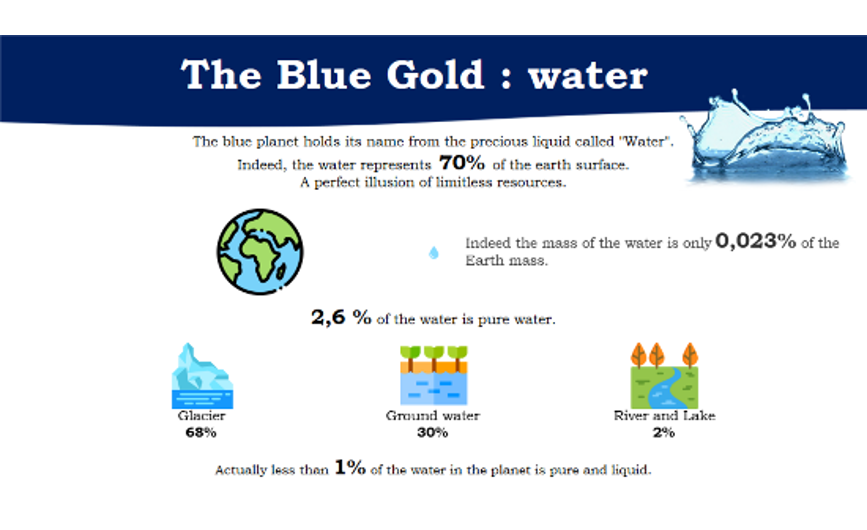 The Blue Gold : water
The blue planet holds its name from the precious liquid called "Water".
Indeed, the water represents 70% of the earth surface.
A perfect illusion of limitless resources.
Indeed the mass of the water is only 0,023% of the
Earth mass.
2,6 % of the water is pure water.
Glacier
68%
Ground water
30%
River and Lake
2%
Actually less than 1% of the water in the planet is pure and liquid.